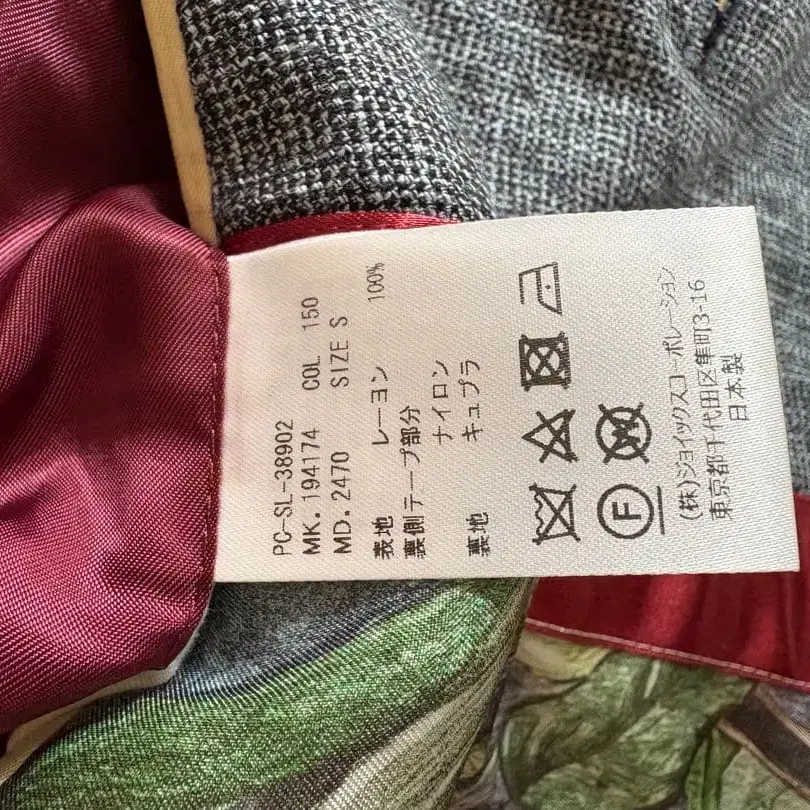 PC-SL-38902
MK. 194174 COL 150
MD. 2470 SIZE S
表地 レーヨン 100%
裏側テープ部分
ナイロン
裏地 キュプラ
F
W
(株)ジョイックスコーポレーション
東京都千代田区隼町3-16
日本製